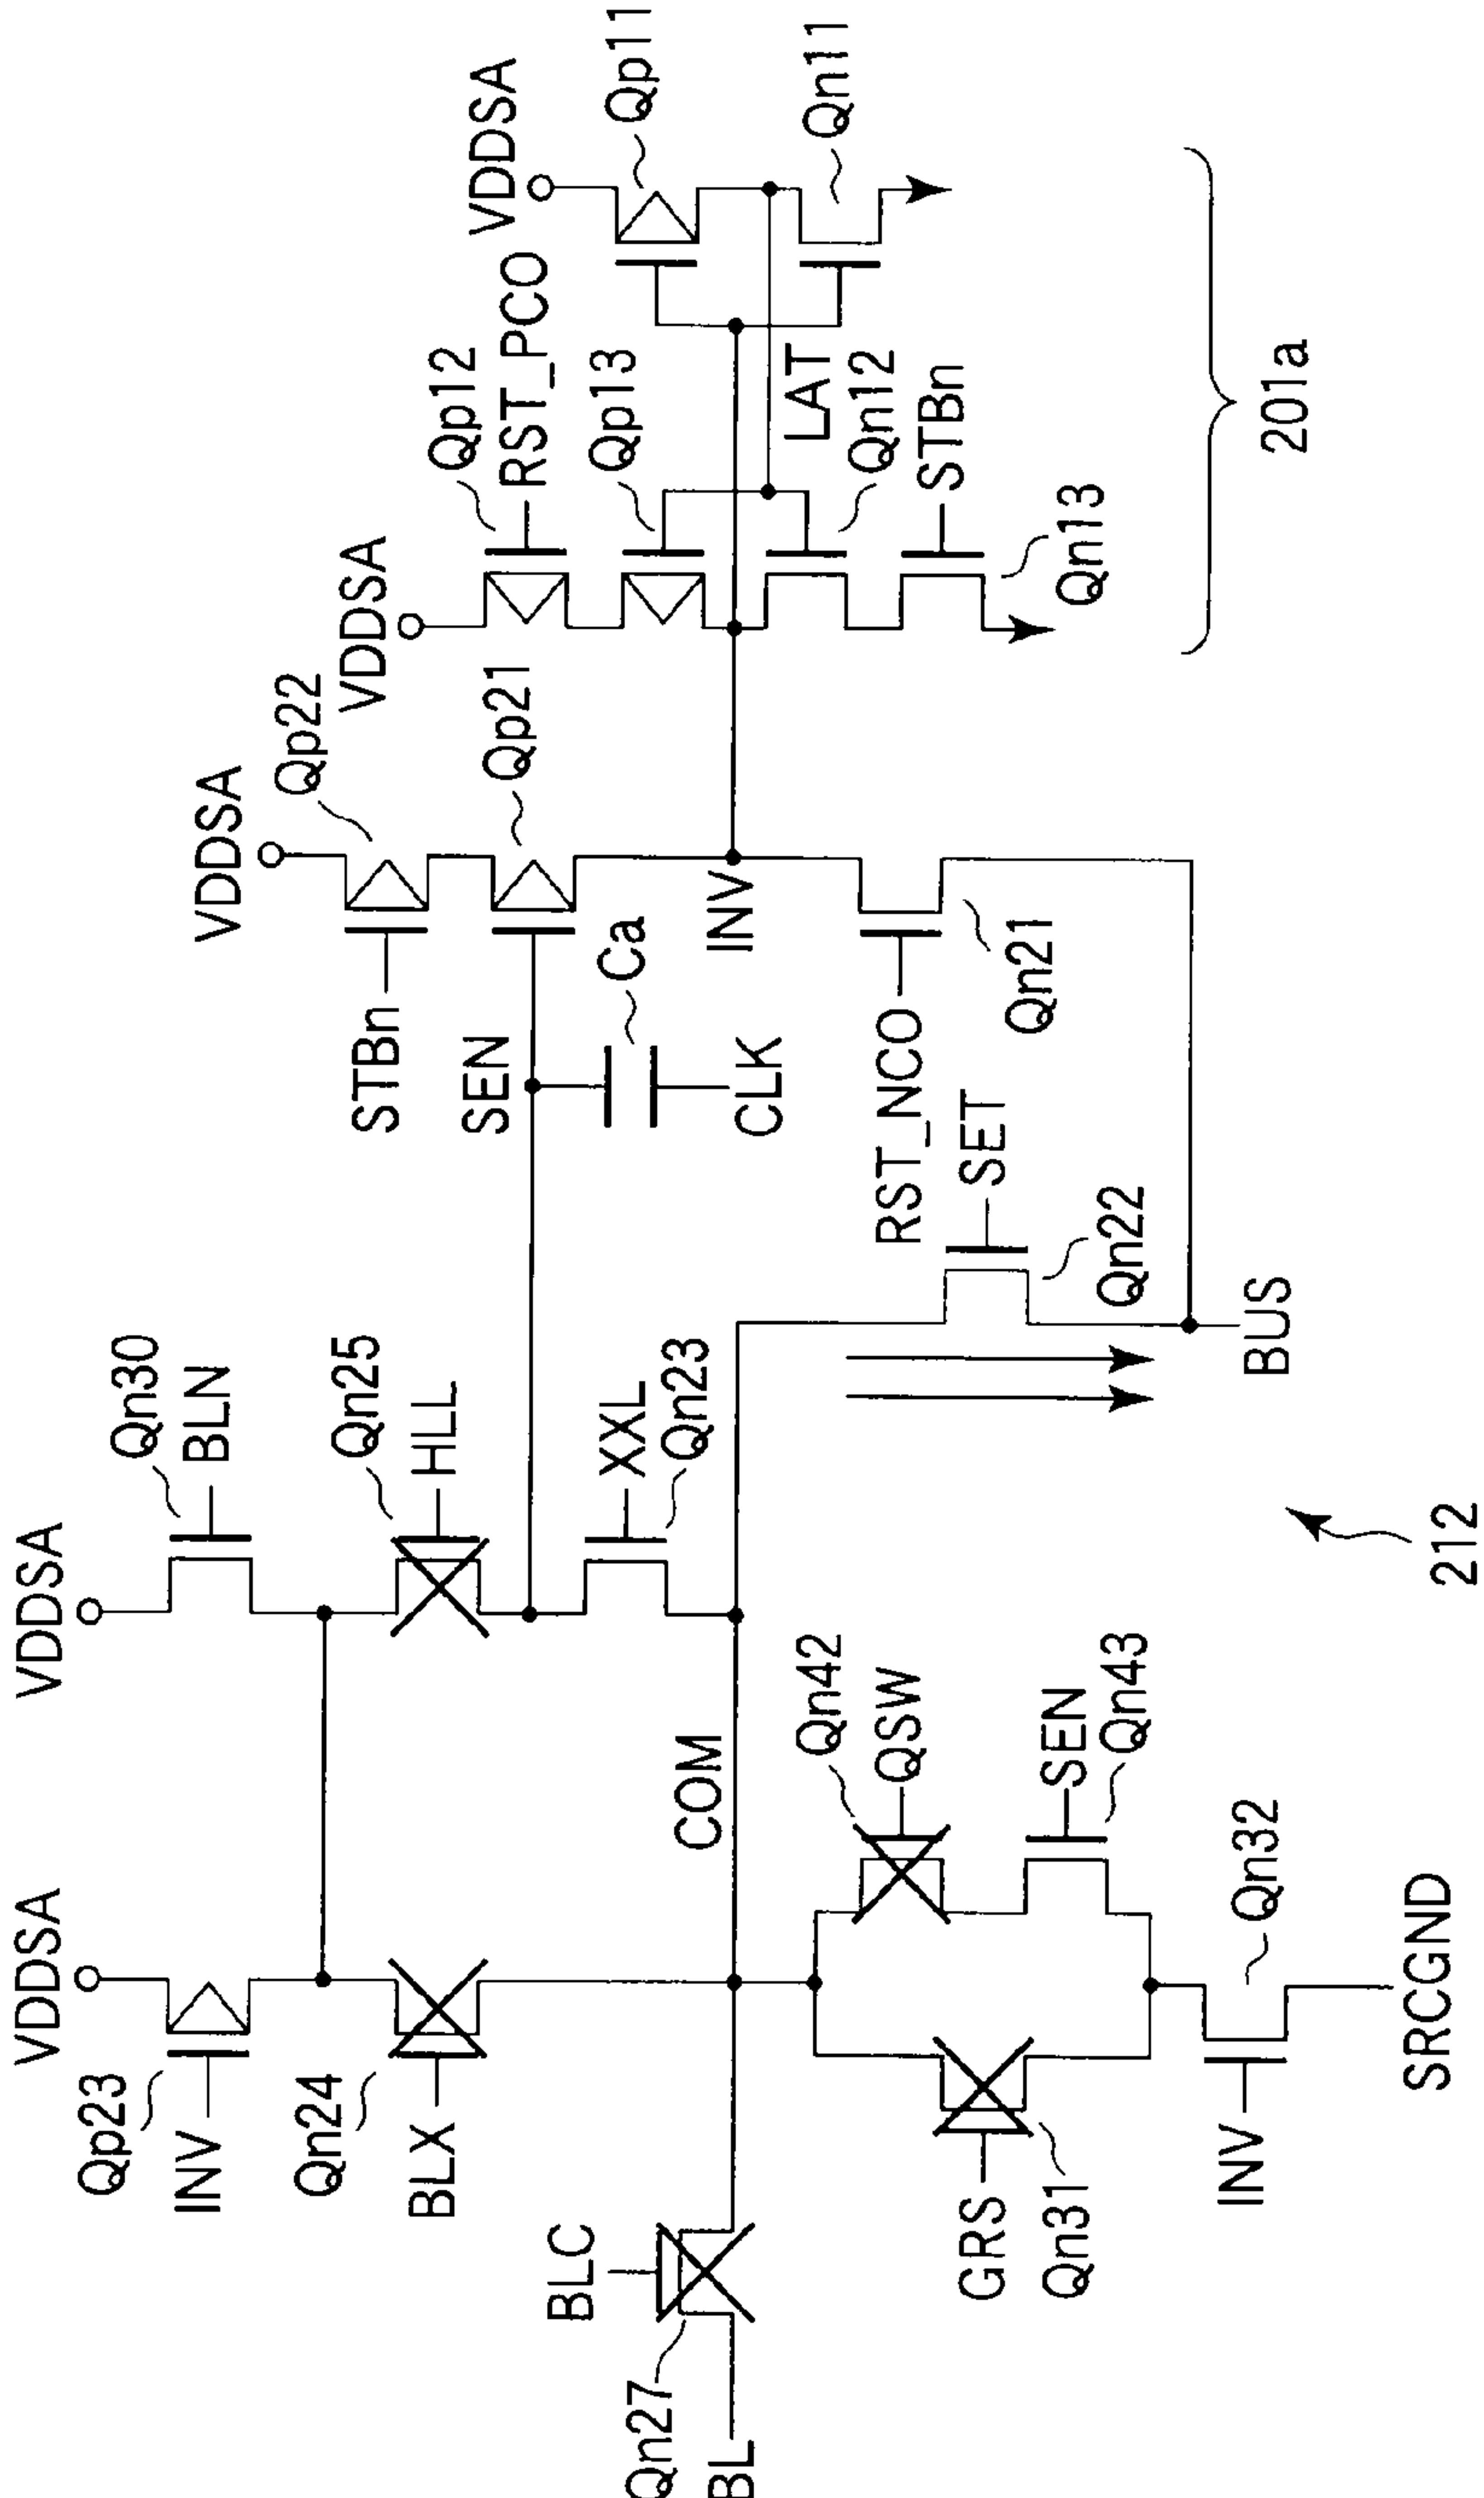 VDDSA
Qp23
INV
Qn24
BLX
BLC
Qn27
BL
VDDSA
Qn30
BLN
Qn25
HLL
XXL
Qn23
COM
Qn42
QSW
SEN
Qn43
GRS
Qn31
INV
Qn32
SRCGND
VDDSA
Qp22
STBn
Qp21
SEN
Ca
CLK
INV
RST_NCO
Qn21
SET
Qn22
BUS
VDDSA
Qp12
RST_PCO
Qp13
LAT
Qn12
STBn
Qn13
VDDSA
Qp11
Qn11
201a
212